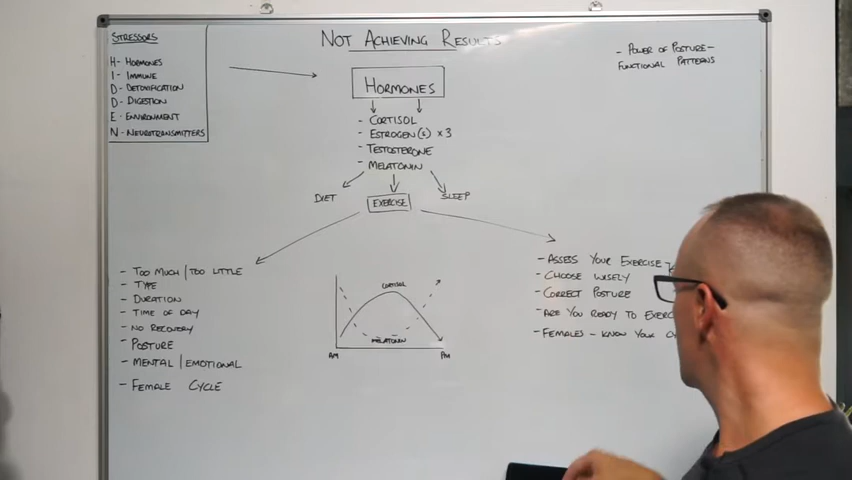 Stressors
H- Hormones
I- Immune
D- Detoxification
D- Digestion
E- Environment
N- Neurotransmitters
Not Achieving Results
- Power of Posture -
Functional Patterns
Hormones
- Cortisol
- Estrogen(s) x 3
- Testosterone
- Melatonin
Diet
Exercise
Sleep
- Too Much / Too Little
- Type
- Duration
- Time of Day
- No Recovery
- Posture
- Mental / Emotional
- Female Cycle
Cortisol
Melatonin
AM
PM
- Assess Your Exercise
- Choose Wisely
- Correct Posture
- Are You Ready to
- Females - Know Your